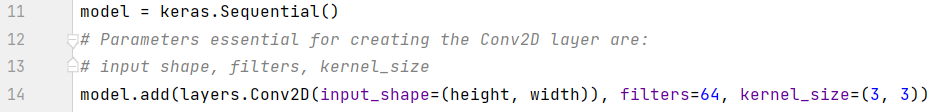 11 model = keras.Sequential()
12 # Parameters essential for creating the Conv2D layer are:
13 # input shape, filters, kernel_size
14 model.add(layers.Conv2D(input_shape=(height, width)), filters=64, kernel_size=(3, 3))